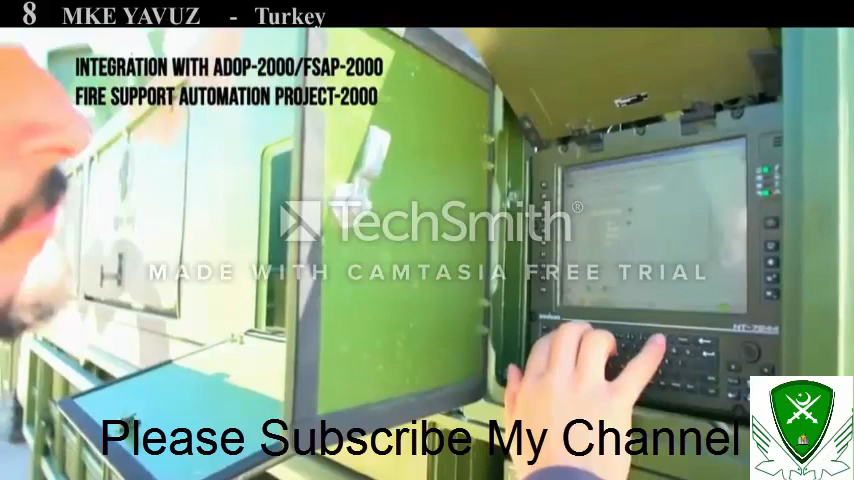 8 MKE YAVUZ - Turkey
INTEGRATION WITH ADOP-2000/FSAP-2000
FIRE SUPPORT AUTOMATION PROJECT-2000
TechSmith®
MADE WITH CAMTASIA FREE TRIAL
Please Subscribe My Channel